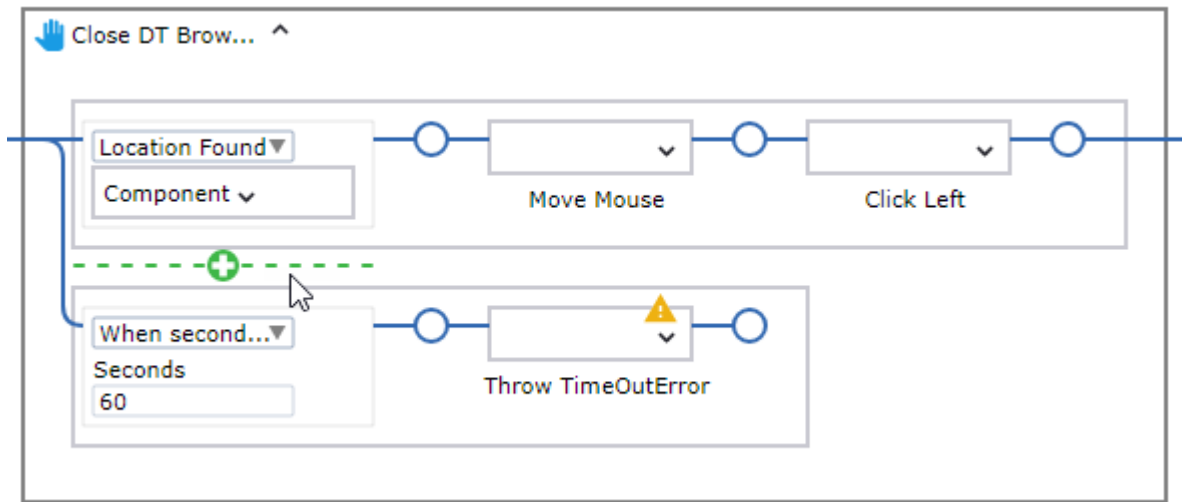 Close DT Brow...
Location Found
Component
Move Mouse
Click Left
When second...
Seconds
60
Throw TimeOutError